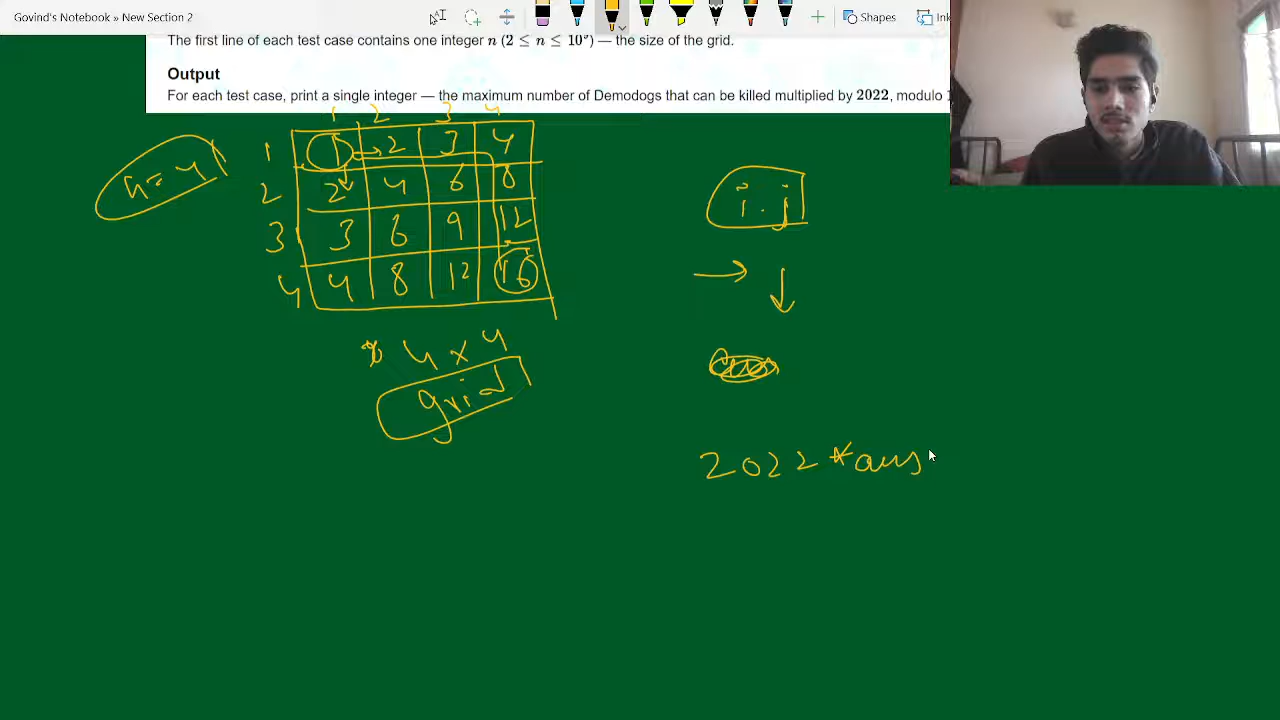 Govind's Notebook » New Section 2
Shapes
Ink
The first line of each test case contains one integer n (2 ≤ n ≤ 10⁹) — the size of the grid.
Output
For each test case, print a single integer — the maximum number of Demodogs that can be killed multiplied by 2022, modulo
n=4
1 2 3 4
1 1 2 3 4
2 2 4 6 8
3 3 6 9 12
4 4 8 12 16
i.j
4 x 4
grid
2022 *ans